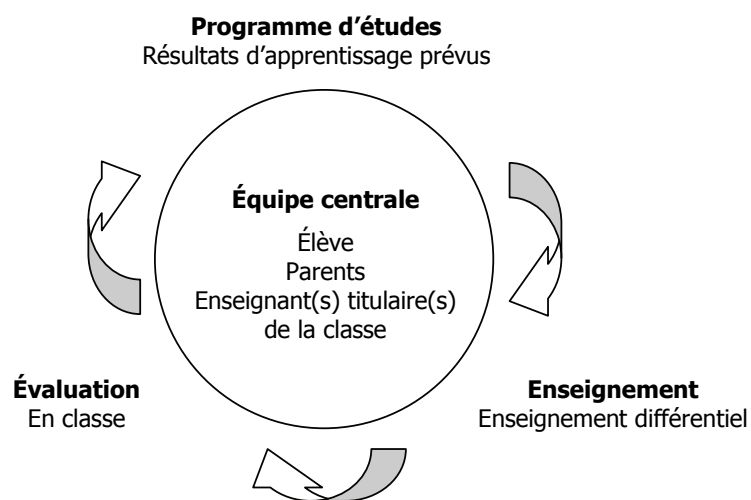 Programme d’études
Résultats d’apprentissage prévus
Équipe centrale
Élève
Parents
Enseignant(s) titulaire(s)
de la classe
Évaluation
En classe
Enseignement
Enseignement différentiel